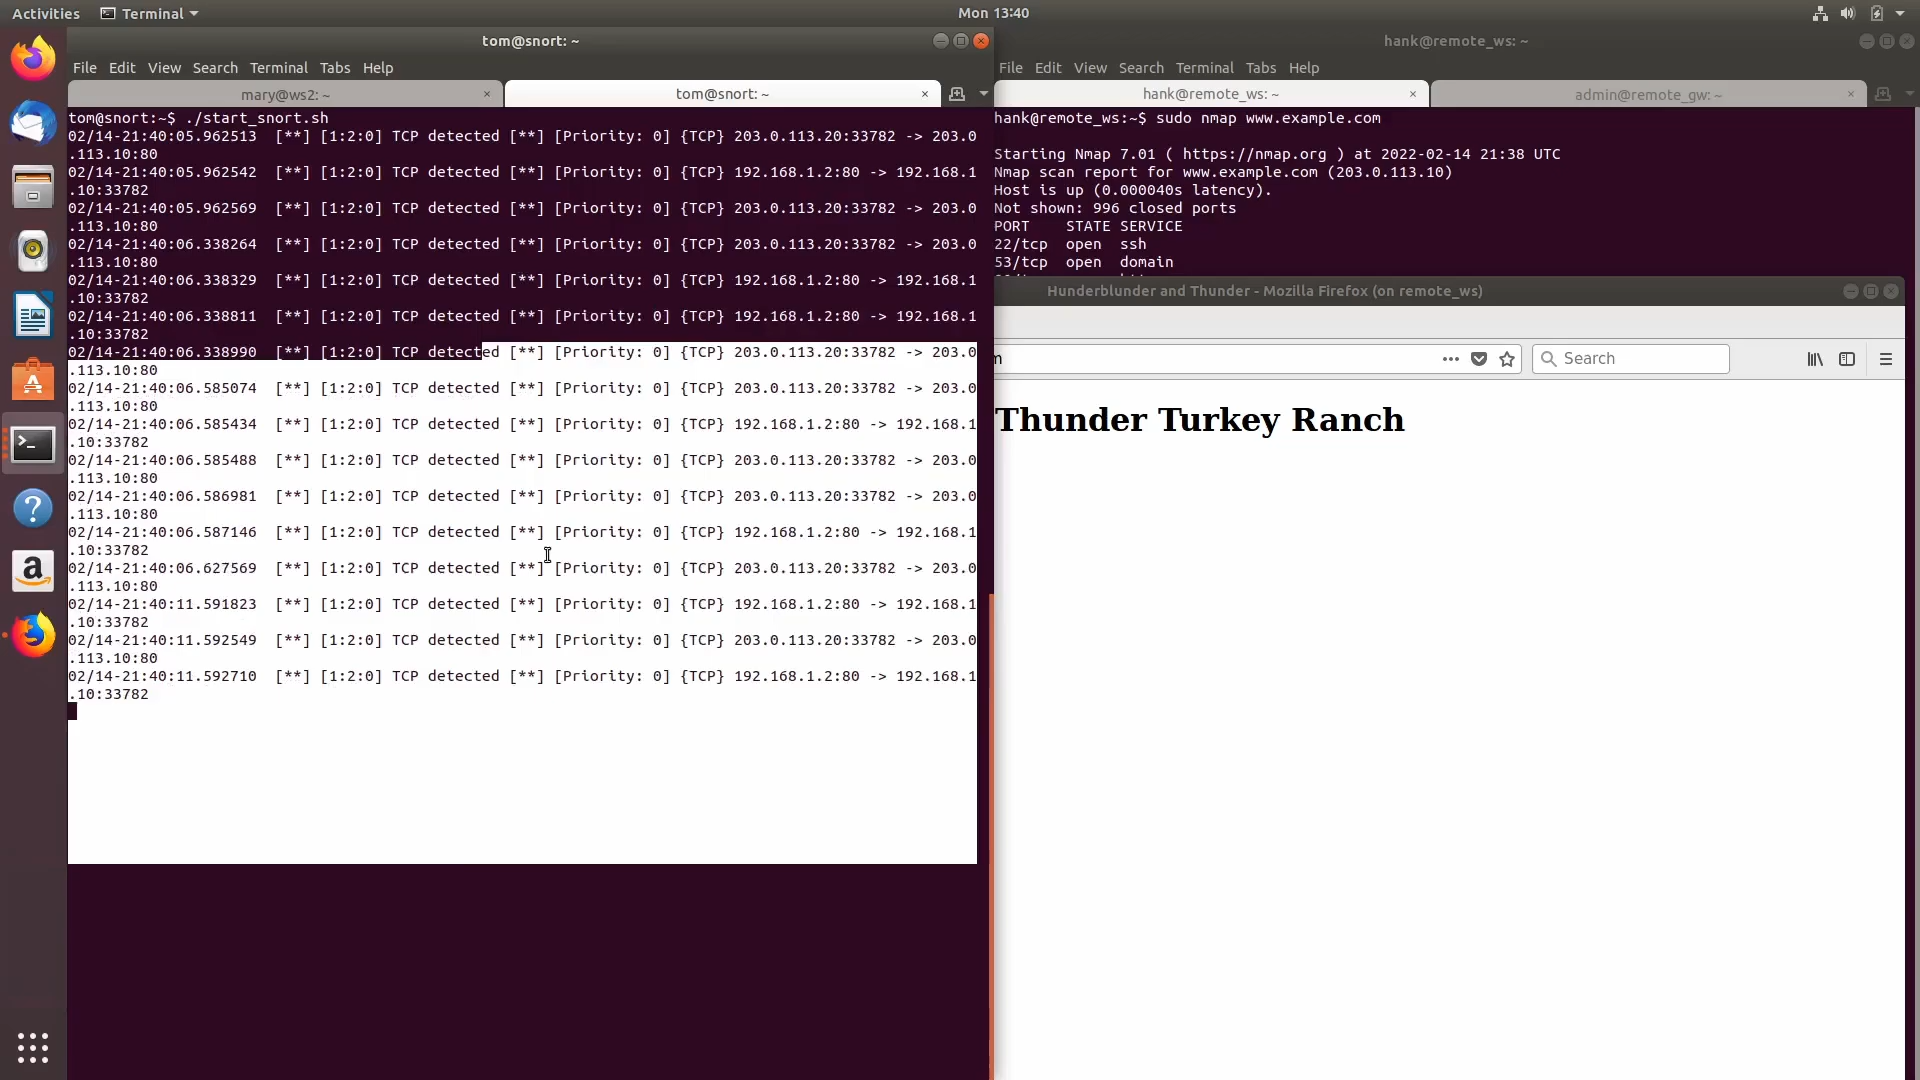 Activities
Terminal
Mon 13:40
tom@snort: ~
File Edit View Search Terminal Tabs Help
mary@ws2: ~
tom@snort: ~
tom@snort:~$ ./start_snort.sh
02/14-21:40:05.962513  [**] [1:2:0] TCP detected [**] [Priority: 0] {TCP} 203.0.113.20:33782 -> 203.0
.113.10:80
02/14-21:40:05.962542  [**] [1:2:0] TCP detected [**] [Priority: 0] {TCP} 192.168.1.2:80 -> 192.168.1
.10:33782
02/14-21:40:05.962569  [**] [1:2:0] TCP detected [**] [Priority: 0] {TCP} 203.0.113.20:33782 -> 203.0
.113.10:80
02/14-21:40:06.338264  [**] [1:2:0] TCP detected [**] [Priority: 0] {TCP} 203.0.113.20:33782 -> 203.0
.113.10:80
02/14-21:40:06.338329  [**] [1:2:0] TCP detected [**] [Priority: 0] {TCP} 192.168.1.2:80 -> 192.168.1
.10:33782
02/14-21:40:06.338811  [**] [1:2:0] TCP detected [**] [Priority: 0] {TCP} 192.168.1.2:80 -> 192.168.1
.10:33782
02/14-21:40:06.338990  [**] [1:2:0] TCP detected [**] [Priority: 0] {TCP} 203.0.113.20:33782 -> 203.0
.113.10:80
02/14-21:40:06.585074  [**] [1:2:0] TCP detected [**] [Priority: 0] {TCP} 203.0.113.20:33782 -> 203.0
.113.10:80
02/14-21:40:06.585434  [**] [1:2:0] TCP detected [**] [Priority: 0] {TCP} 192.168.1.2:80 -> 192.168.1
.10:33782
02/14-21:40:06.585488  [**] [1:2:0] TCP detected [**] [Priority: 0] {TCP} 203.0.113.20:33782 -> 203.0
.113.10:80
02/14-21:40:06.586981  [**] [1:2:0] TCP detected [**] [Priority: 0] {TCP} 203.0.113.20:33782 -> 203.0
.113.10:80
02/14-21:40:06.587146  [**] [1:2:0] TCP detected [**] [Priority: 0] {TCP} 192.168.1.2:80 -> 192.168.1
.10:33782
02/14-21:40:06.627569  [**] [1:2:0] TCP detected [**] [Priority: 0] {TCP} 203.0.113.20:33782 -> 203.0
.113.10:80
02/14-21:40:11.591823  [**] [1:2:0] TCP detected [**] [Priority: 0] {TCP} 192.168.1.2:80 -> 192.168.1
.10:33782
02/14-21:40:11.592549  [**] [1:2:0] TCP detected [**] [Priority: 0] {TCP} 203.0.113.20:33782 -> 203.0
.113.10:80
02/14-21:40:11.592710  [**] [1:2:0] TCP detected [**] [Priority: 0] {TCP} 192.168.1.2:80 -> 192.168.1
.10:33782
hank@remote_ws: ~
File Edit View Search Terminal Tabs Help
hank@remote_ws: ~
admin@remote_gw: ~
hank@remote_ws:~$ sudo nmap www.example.com
Starting Nmap 7.01 ( https://nmap.org ) at 2022-02-14 21:38 UTC
Nmap scan report for www.example.com (203.0.113.10)
Host is up (0.000040s latency).
Not shown: 996 closed ports
PORT    STATE SERVICE
22/tcp  open  ssh
53/tcp  open  domain
Hunderblunder and Thunder - Mozilla Firefox (on remote_ws)
m
Search
Thunder Turkey Ranch